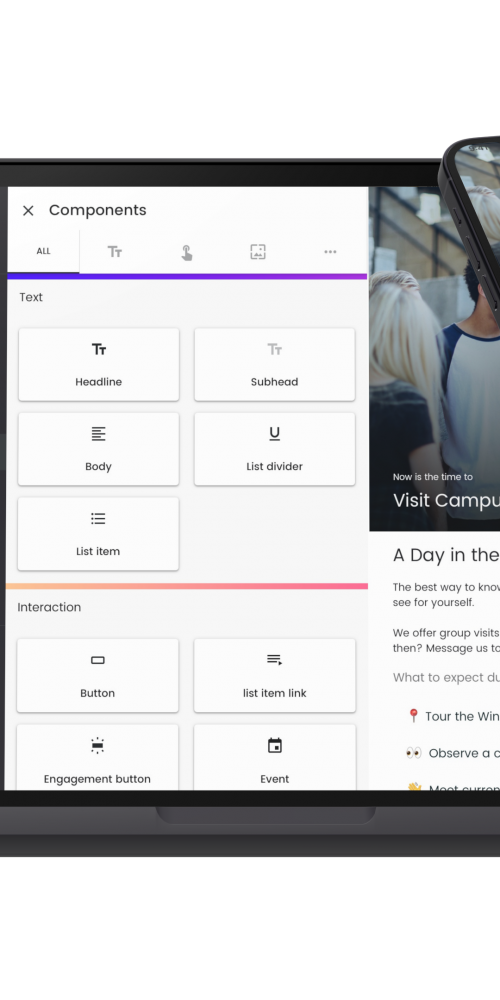 Components
ALL
Text
Headline
Subhead
Body
List divider
List item
Interaction
Button
list item link
Engagement button
Event
Now is the time to
Visit Campu
A Day in the
The best way to know
see for yourself.
We offer group visits
then? Message us to
What to expect du
Tour the Win
Observe a c
Meet curren